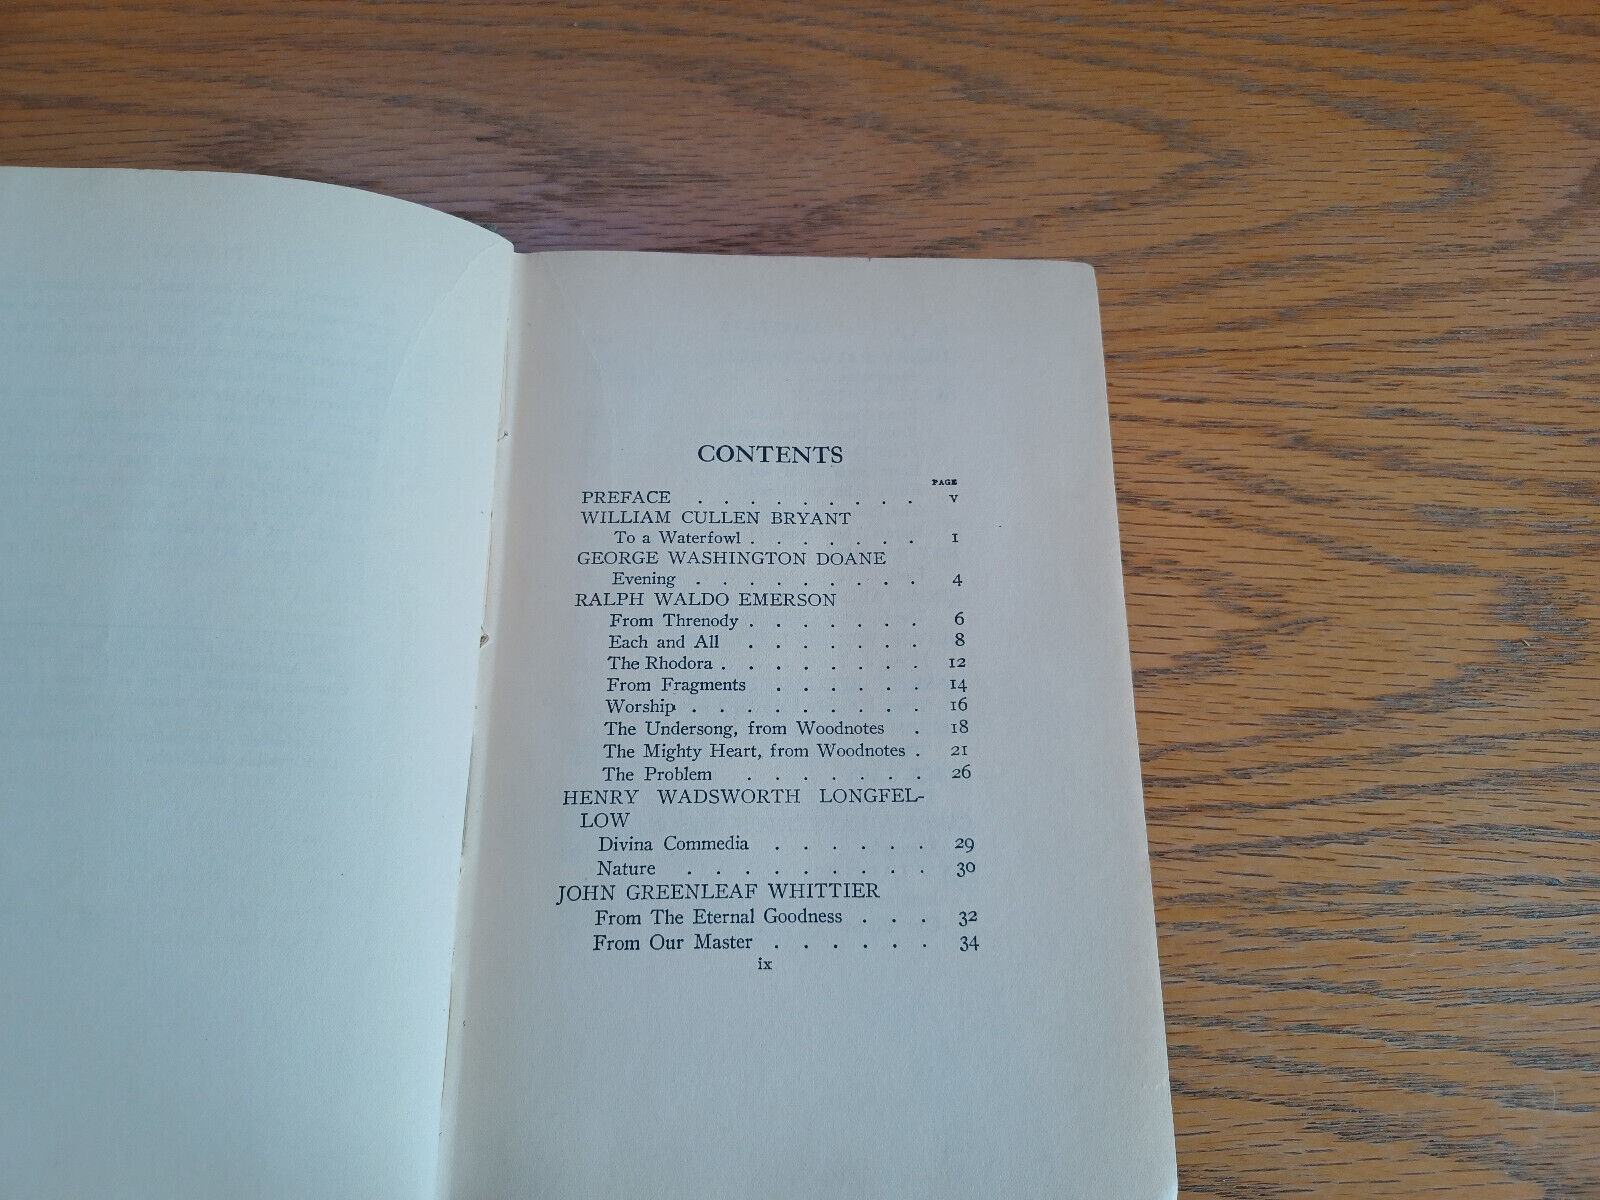 CONTENTS
PAGE
PREFACE . . . . . . . . . v
WILLIAM CULLEN BRYANT
To a Waterfowl . . . . . . . 1
GEORGE WASHINGTON DOANE
Evening . . . . . . . . . 4
RALPH WALDO EMERSON
From Threnody . . . . . . . 6
Each and All . . . . . . . 8
The Rhodora . . . . . . . . 12
From Fragments . . . . . . 14
Worship . . . . . . . . . 16
The Undersong, from Woodnotes . 18
The Mighty Heart, from Woodnotes . 21
The Problem . . . . . . . 26
HENRY WADSWORTH LONGFEL-
LOW
Divina Commedia . . . . . . 29
Nature . . . . . . . . . 30
JOHN GREENLEAF WHITTIER
From The Eternal Goodness . . . 32
From Our Master . . . . . . 34
ix